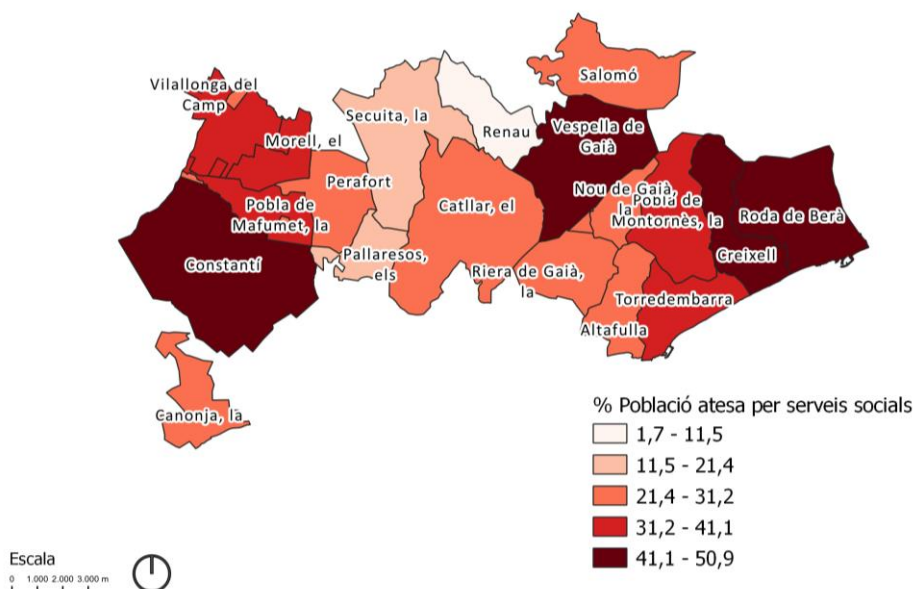 Salomó
Vilallonga del
Camp
Secuita, la
Renau
Vespella de
Gaià
Morell, el
Perafort
Nou de Gaià,
la
Pobla de
Montornès, la
Catllar, el
Pobla de
Mafumet, la
Roda de Berà
Pallaresos,
els
Creixell
Constantí
Riera de Gaià,
la
Torredembarra
Altafulla
Canonja, la
% Població atesa per serveis socials
1,7 - 11,5
11,5 - 21,4
21,4 - 31,2
31,2 - 41,1
41,1 - 50,9
Escala
0 1.000 2.000 3.000 m